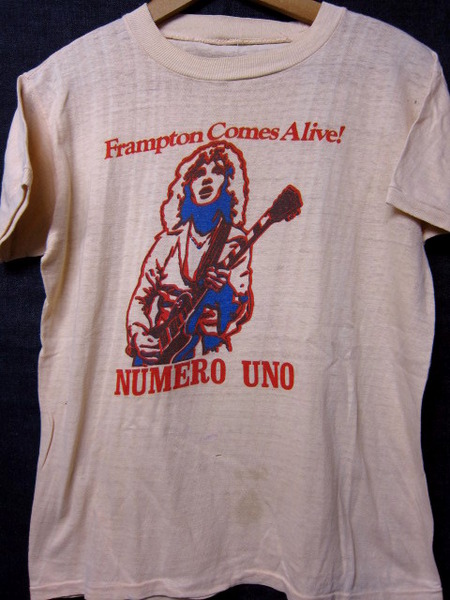 Frampton Comes Alive!
NUMERO UNO